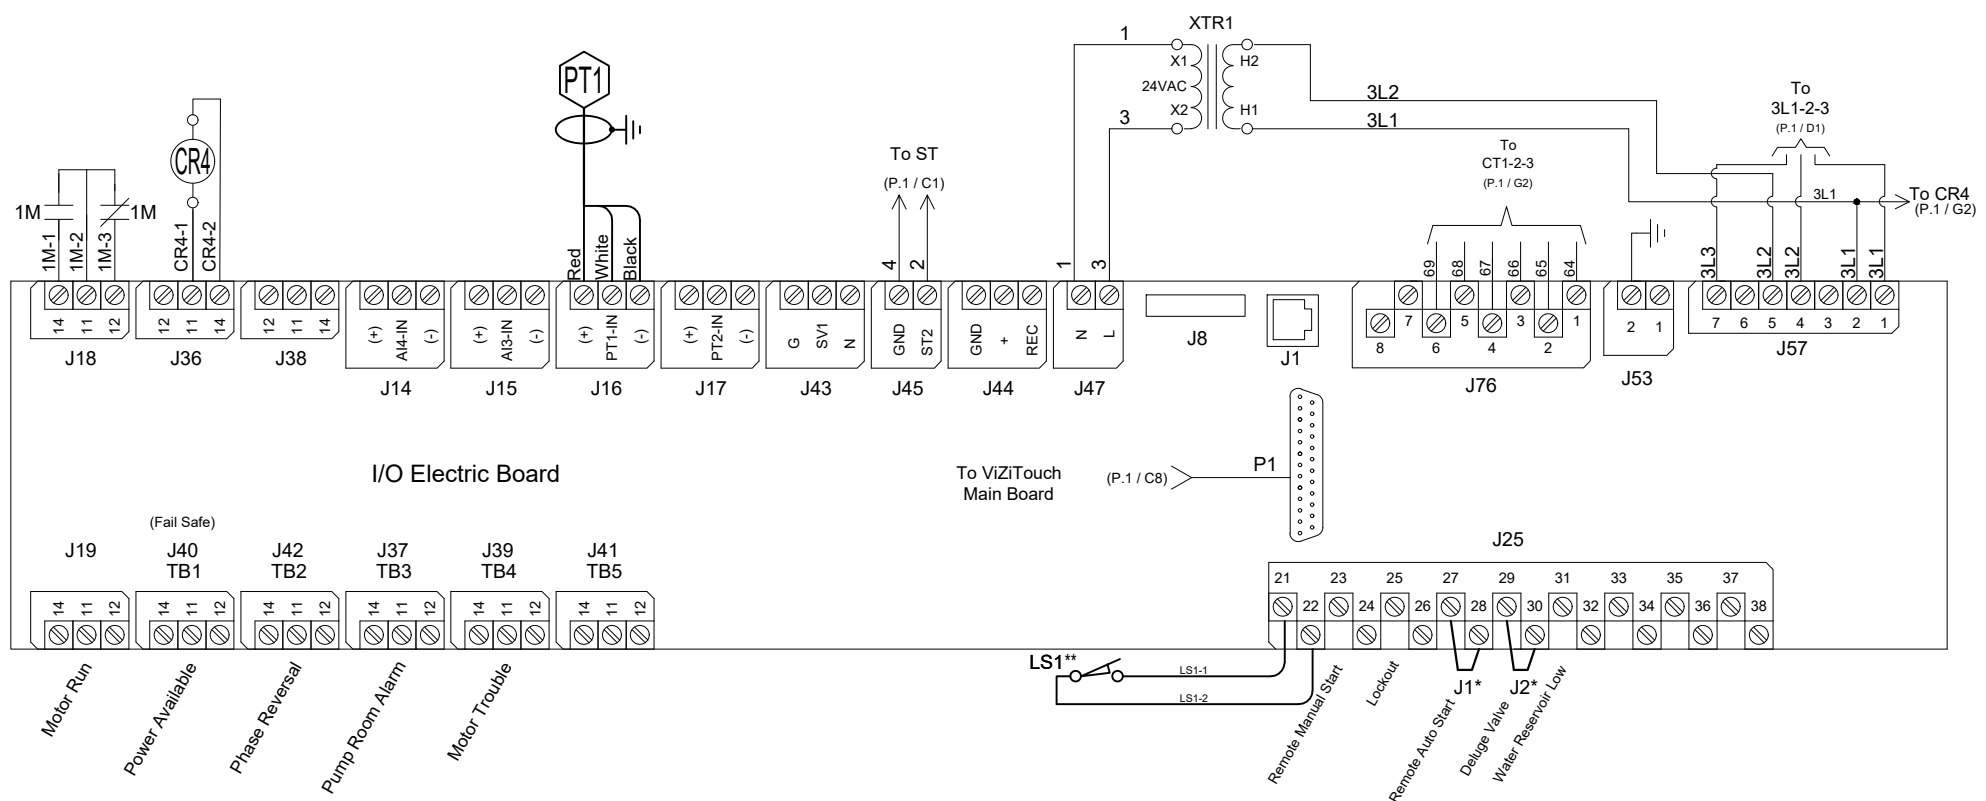 XTR1
1
X1
H2
24VAC
X2
H1
3
3L2
3L1
To
3L1-2-3
(P.1 / D1)
PT1
CR4
To ST
(P.1 / C1)
To
CT1-2-3
(P.1 / G2)
3L1
To CR4
(P.1 / G2)
1M
1M
1M-1
1M-2
1M-3
CR4-1
CR4-2
Red
White
Black
4
2
1
3
69
68
67
66
65
64
3L3
3L2
3L2
3L1
3L1
14 11 12
J18
12 11 14
J36
12 11 14
J38
(+) AI4-IN (-)
J14
(+) AI3-IN (-)
J15
(+) PT1-IN (-)
J16
(+) PT2-IN (-)
J17
G SV1 N
J43
GND ST2
J45
GND + REC
J44
N L
J47
J8
J1
7 5 3 1
8 6 4 2
J76
2 1
J53
7 6 5 4 3 2 1
J57
I/O Electric Board
To ViZiTouch
Main Board
(P.1 / C8)
P1
(Fail Safe)
J19
J40
TB1
J42
TB2
J37
TB3
J39
TB4
J41
TB5
14 11 12
14 11 12
14 11 12
14 11 12
14 11 12
14 11 12
Motor Run
Power Available
Phase Reversal
Pump Room Alarm
Motor Trouble
J25
21 23 25 27 29 31 33 35 37
22 24 26 28 30 32 34 36 38
LS1**
LS1-1
LS1-2
J1*
J2*
Remote Manual Start
Lockout
Remote Auto Start
Deluge Valve
Water Reservoir Low